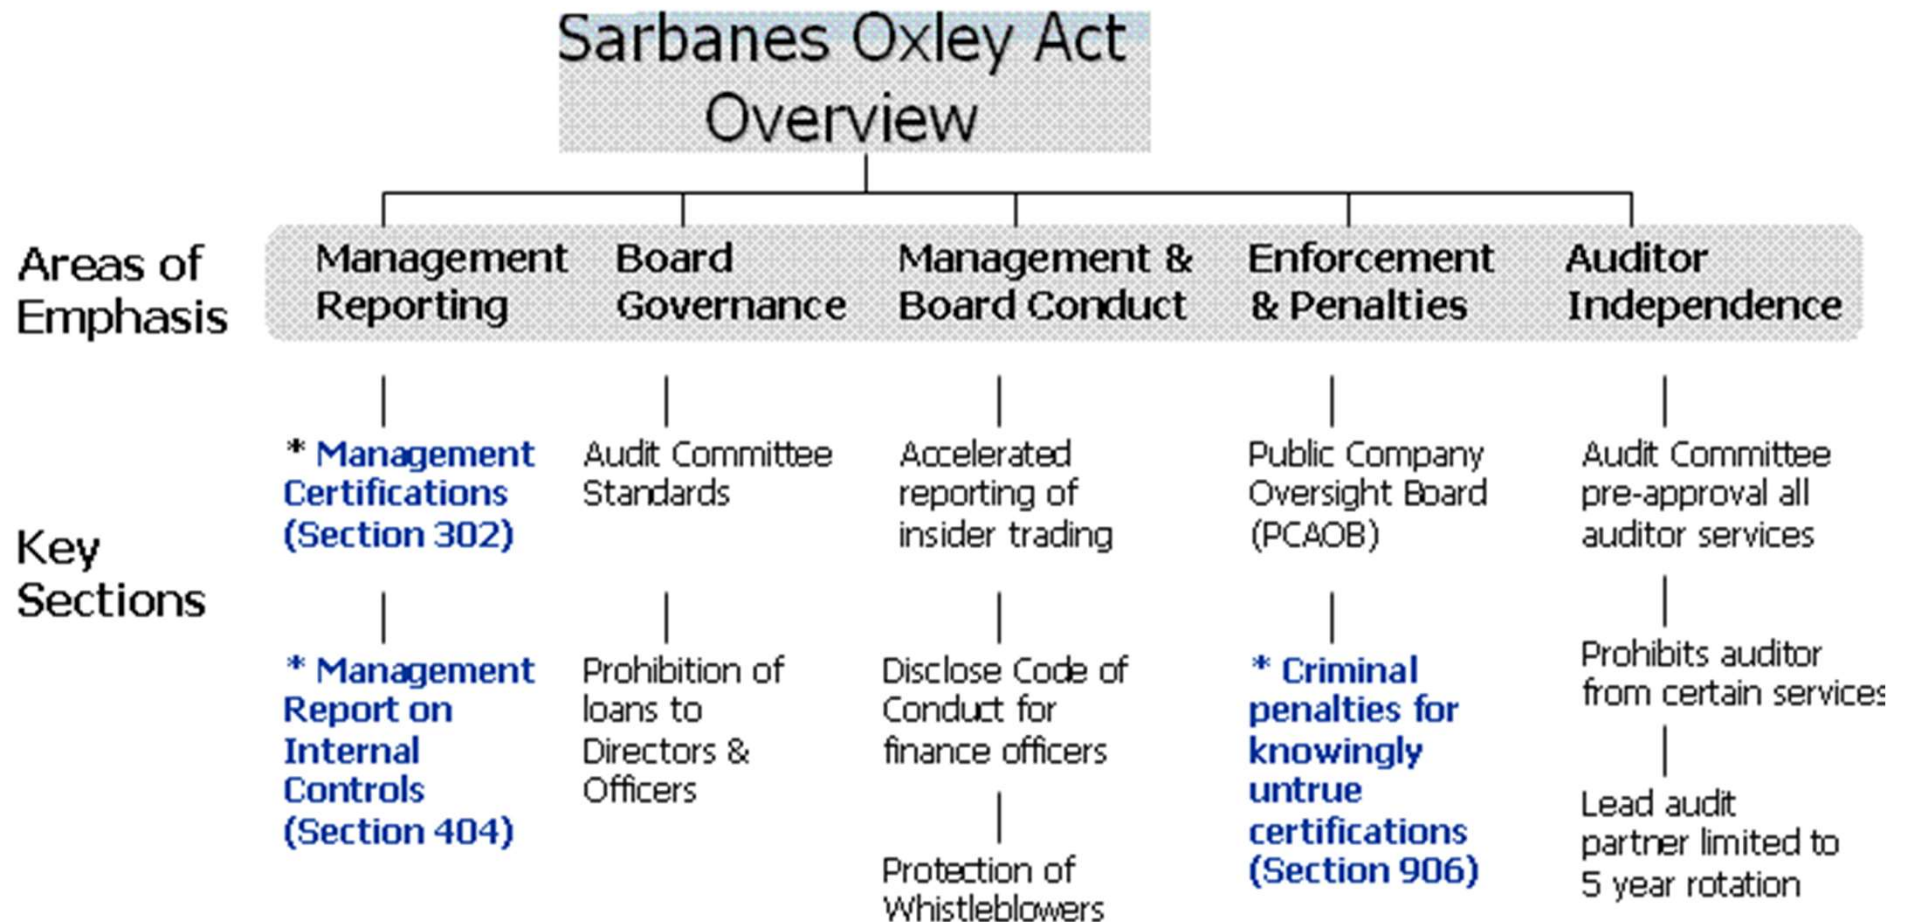 Sarbanes Oxley Act
Overview
Areas of
Emphasis
Management
Reporting
Board
Governance
Management &
Board Conduct
Enforcement
& Penalties
Auditor
Independence
Key
Sections
* Management
Certifications
(Section 302)
* Management
Report on
Internal
Controls
(Section 404)
Audit Committee
Standards
Prohibition of
loans to
Directors &
Officers
Accelerated
reporting of
insider trading
Disclose Code of
Conduct for
finance officers
Protection of
Whistleblowers
Public Company
Oversight Board
(PCAOB)
* Criminal
penalties for
knowingly
untrue
certifications
(Section 906)
Audit Committee
pre-approval all
auditor services
Prohibits auditor
from certain services
Lead audit
partner limited to
5 year rotation